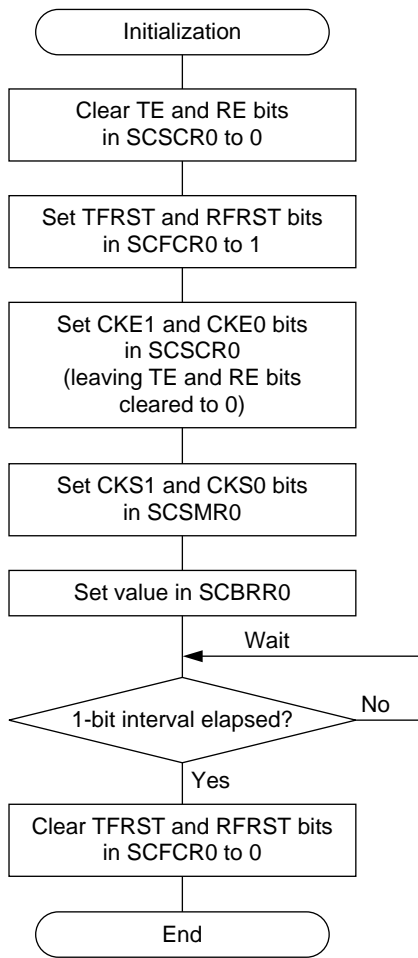 Initialization
Clear TE and RE bits
in SCSCR0 to 0
Set TFRST and RFRST bits
in SCFCR0 to 1
Set CKE1 and CKE0 bits
in SCSCR0
(leaving TE and RE bits
cleared to 0)
Set CKS1 and CKS0 bits
in SCSMR0
Set value in SCBRR0
Wait
1-bit interval elapsed?
No
Yes
Clear TFRST and RFRST bits
in SCFCR0 to 0
End